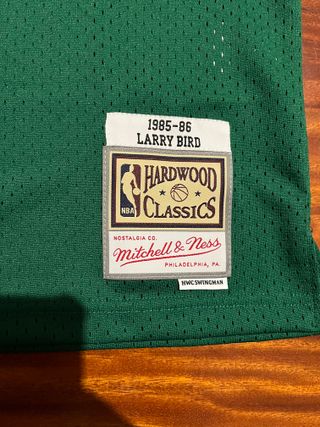 1985-86
LARRY BIRD
NBA
HARDWOOD
CLASSICS
NOSTALGIA CO.
Mitchell & Ness
PHILADELPHIA, PA.
HWCSWINGMAN